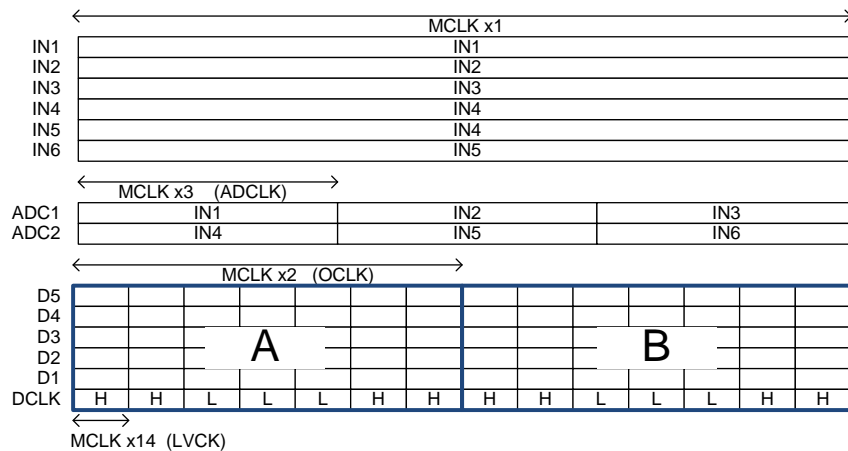 MCLK x1
IN1 IN1
IN2 IN2
IN3 IN3
IN4 IN4
IN5 IN4
IN6 IN5
MCLK x3 (ADCLK)
ADC1 IN1 IN2 IN3
ADC2 IN4 IN5 IN6
MCLK x2 (OCLK)
D5
D4
D3
D2
D1
A B
DCLK H H L L L H H H H L L L H H
MCLK x14 (LVCK)